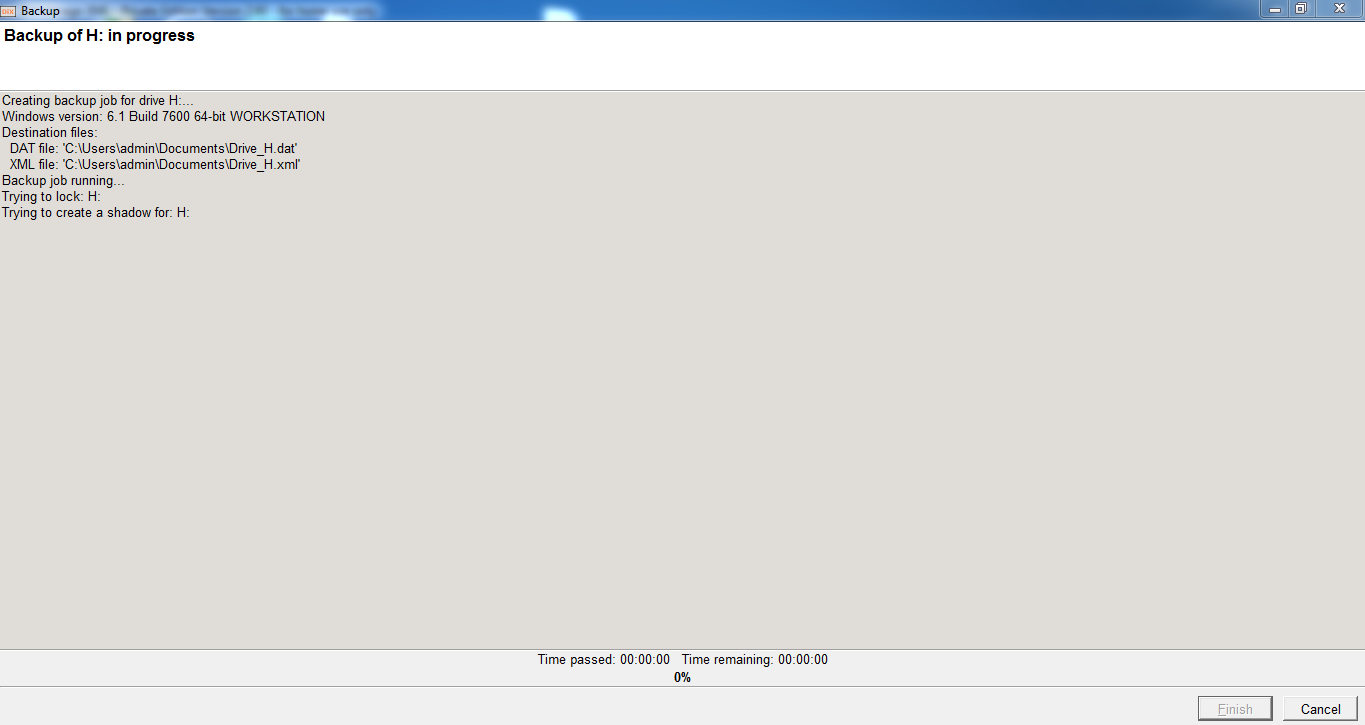 Backup
Backup of H: in progress
Creating backup job for drive H:...
Windows version: 6.1 Build 7600 64-bit WORKSTATION
Destination files:
DAT file: 'C:\Users\admin\Documents\Drive_H.dat'
XML file: 'C:\Users\admin\Documents\Drive_H.xml'
Backup job running...
Trying to lock: H:
Trying to create a shadow for: H:
Time passed: 00:00:00 Time remaining: 00:00:00
0%
Finish Cancel